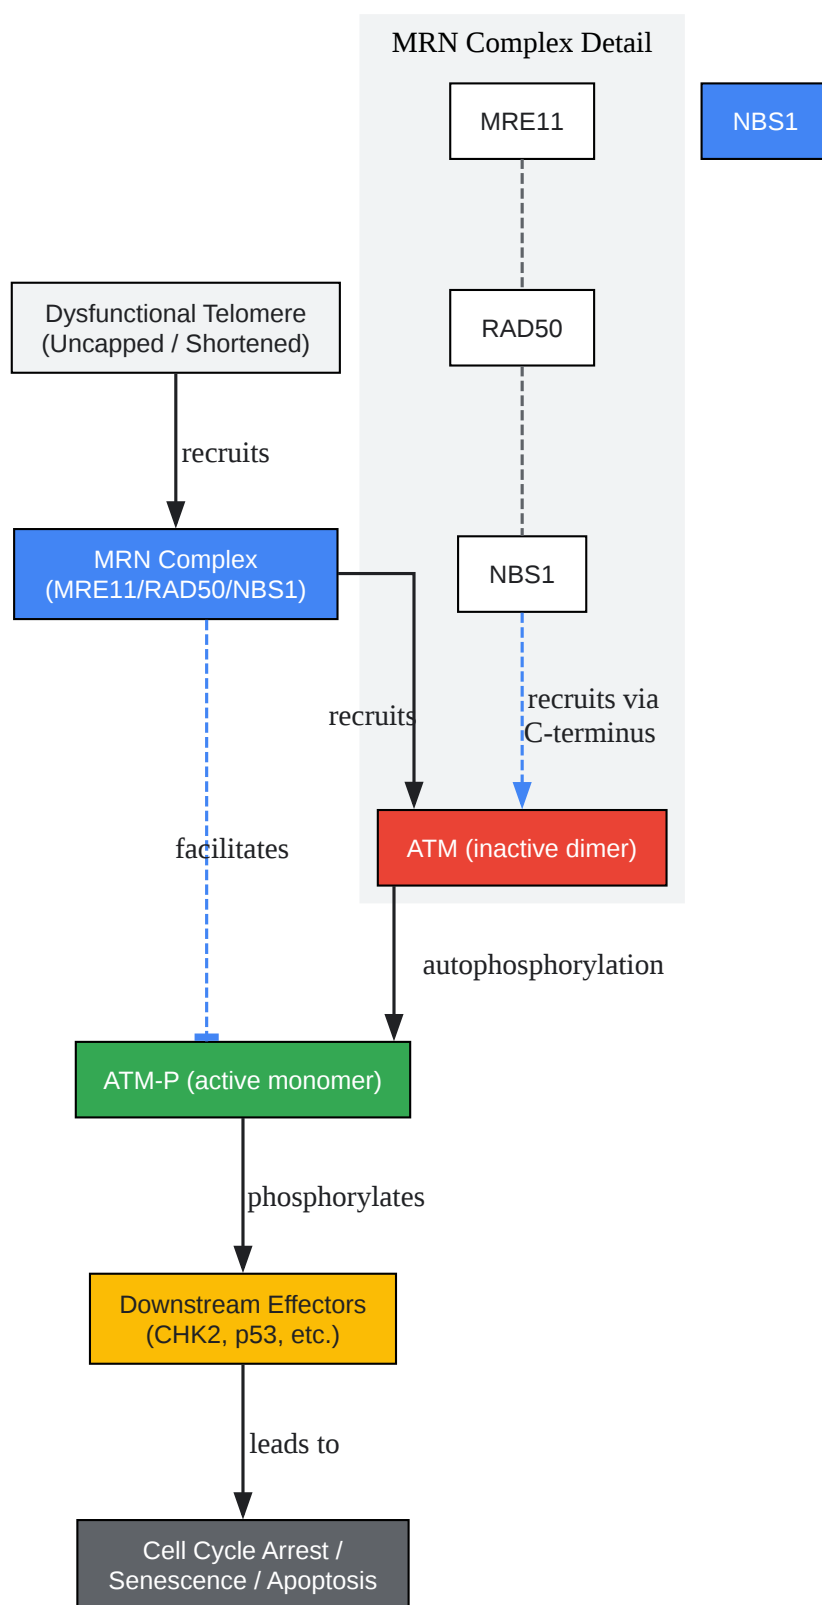 MRN Complex Detail
MRE11
NBS1
Dysfunctional Telomere
(Uncapped / Shortened)
RAD50
recruits
MRN Complex
(MRE11/RAD50/NBS1)
NBS1
recruits
recruits via
C-terminus
facilitates
ATM (inactive dimer)
autophosphorylation
ATM-P (active monomer)
phosphorylates
Downstream Effectors
(CHK2, p53, etc.)
leads to
Cell Cycle Arrest /
Senescence / Apoptosis